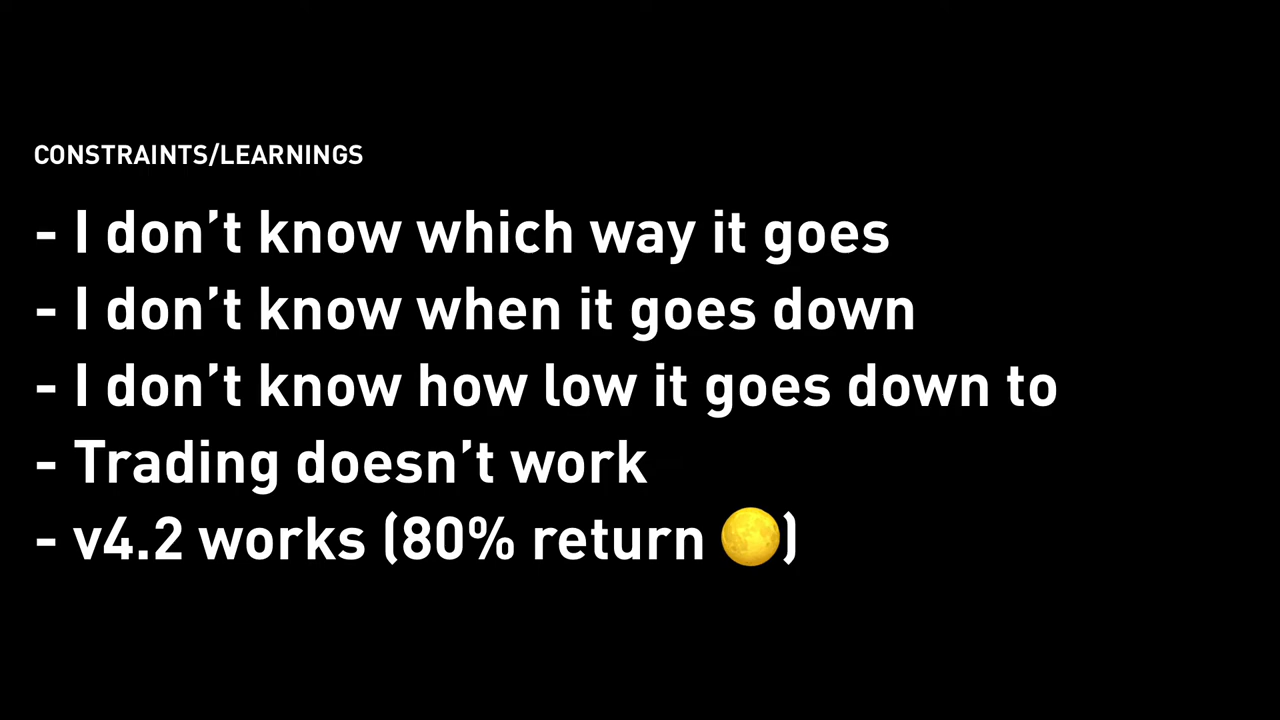 CONSTRAINTS/LEARNINGS
- I don’t know which way it goes
- I don’t know when it goes down
- I don’t know how low it goes down to
- Trading doesn’t work
- v4.2 works (80% return 🌕)